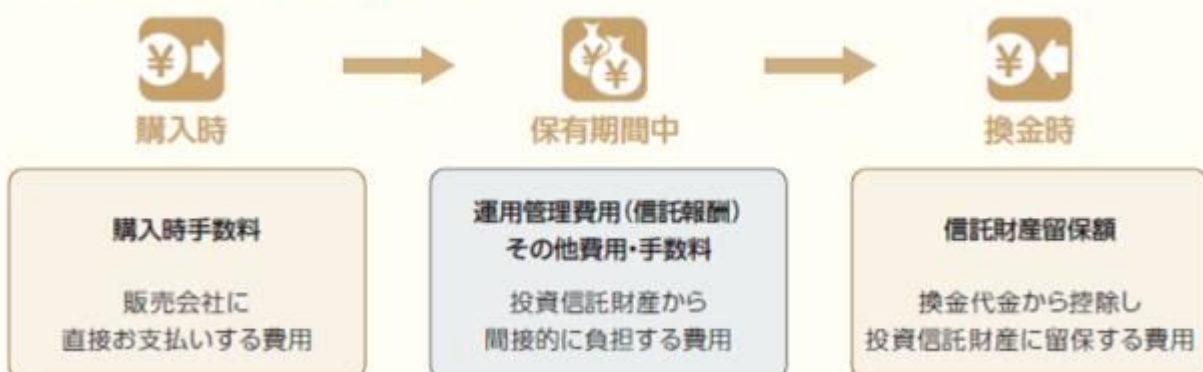 購入時
保有期間中
換金時
購入時手数料
販売会社に
直接お支払いする費用
運用管理費用(信託報酬)
その他費用・手数料
投資信託財産から
間接的に負担する費用
信託財産留保額
換金代金から控除し
投資信託財産に留保する費用